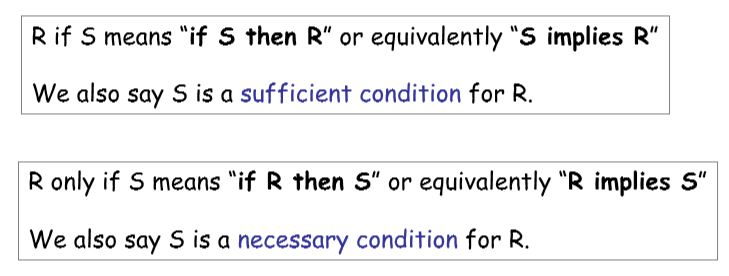 R if S means “if S then R” or equivalently “S implies R”
We also say S is a sufficient condition for R.
R only if S means “if R then S” or equivalently “R implies S”
We also say S is a necessary condition for R.